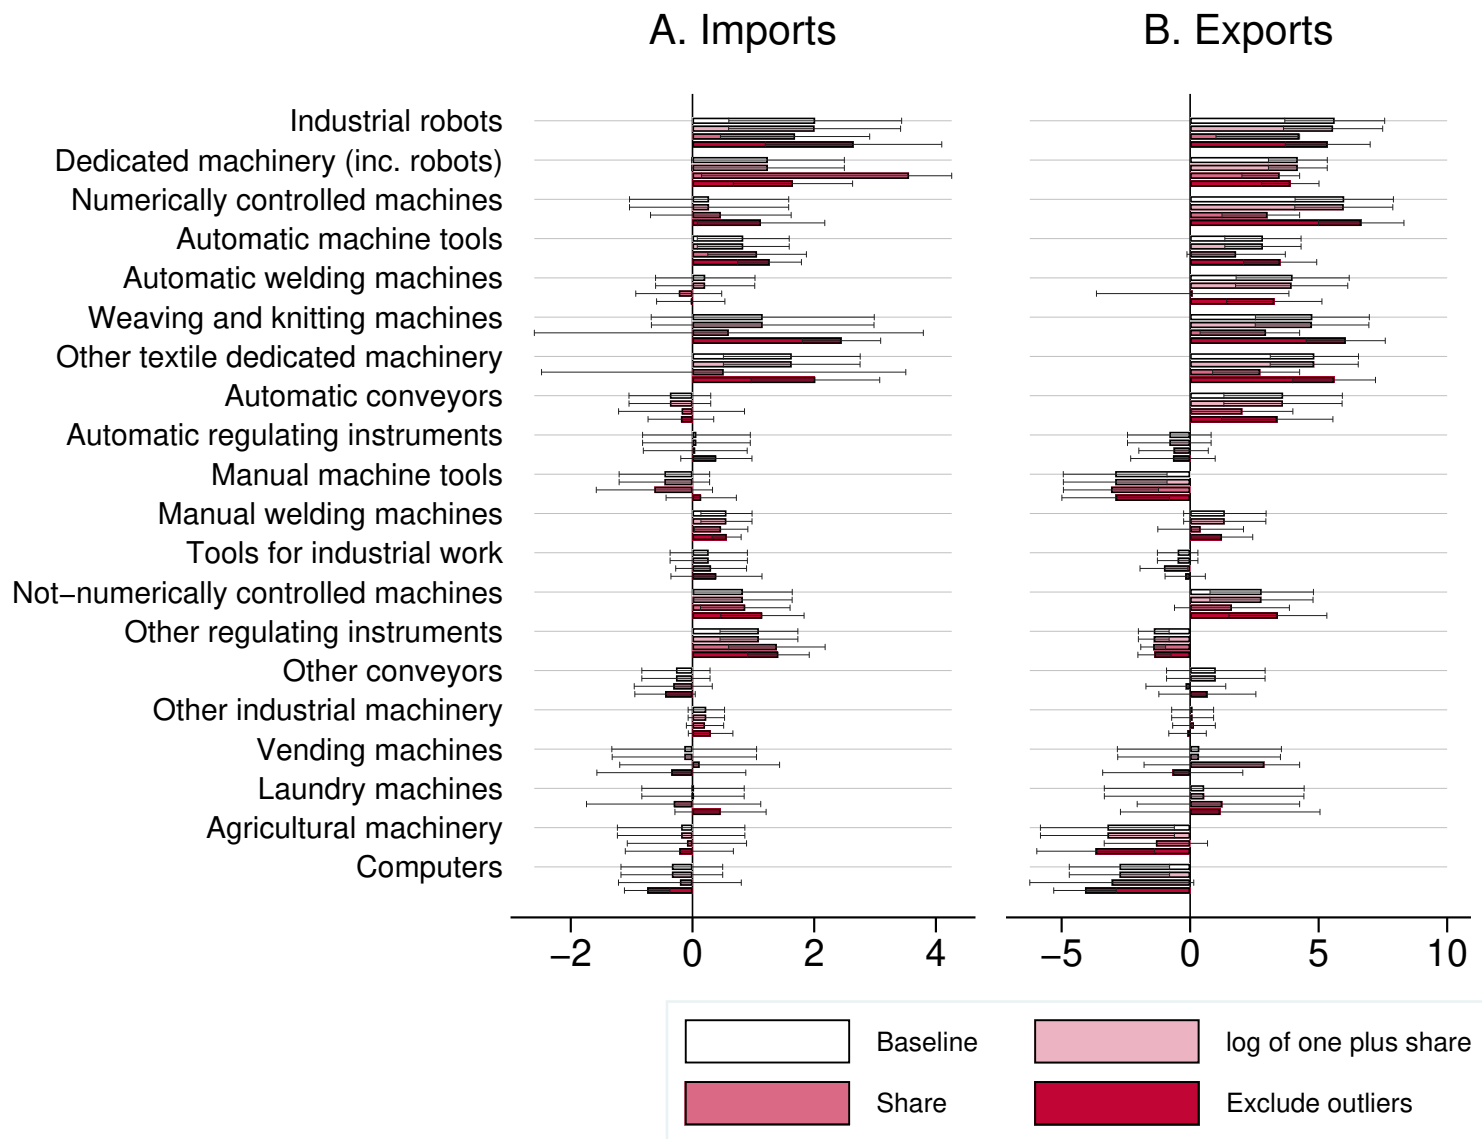 A. Imports
B. Exports
Industrial robots
Dedicated machinery (inc. robots)
Numerically controlled machines
Automatic machine tools
Automatic welding machines
Weaving and knitting machines
Other textile dedicated machinery
Automatic conveyors
Automatic regulating instruments
Manual machine tools
Manual welding machines
Tools for industrial work
Not−numerically controlled machines
Other regulating instruments
Other conveyors
Other industrial machinery
Vending machines
Laundry machines
Agricultural machinery
Computers
−2 0 2 4
−5 0 5 10
Baseline
log of one plus share
Share
Exclude outliers